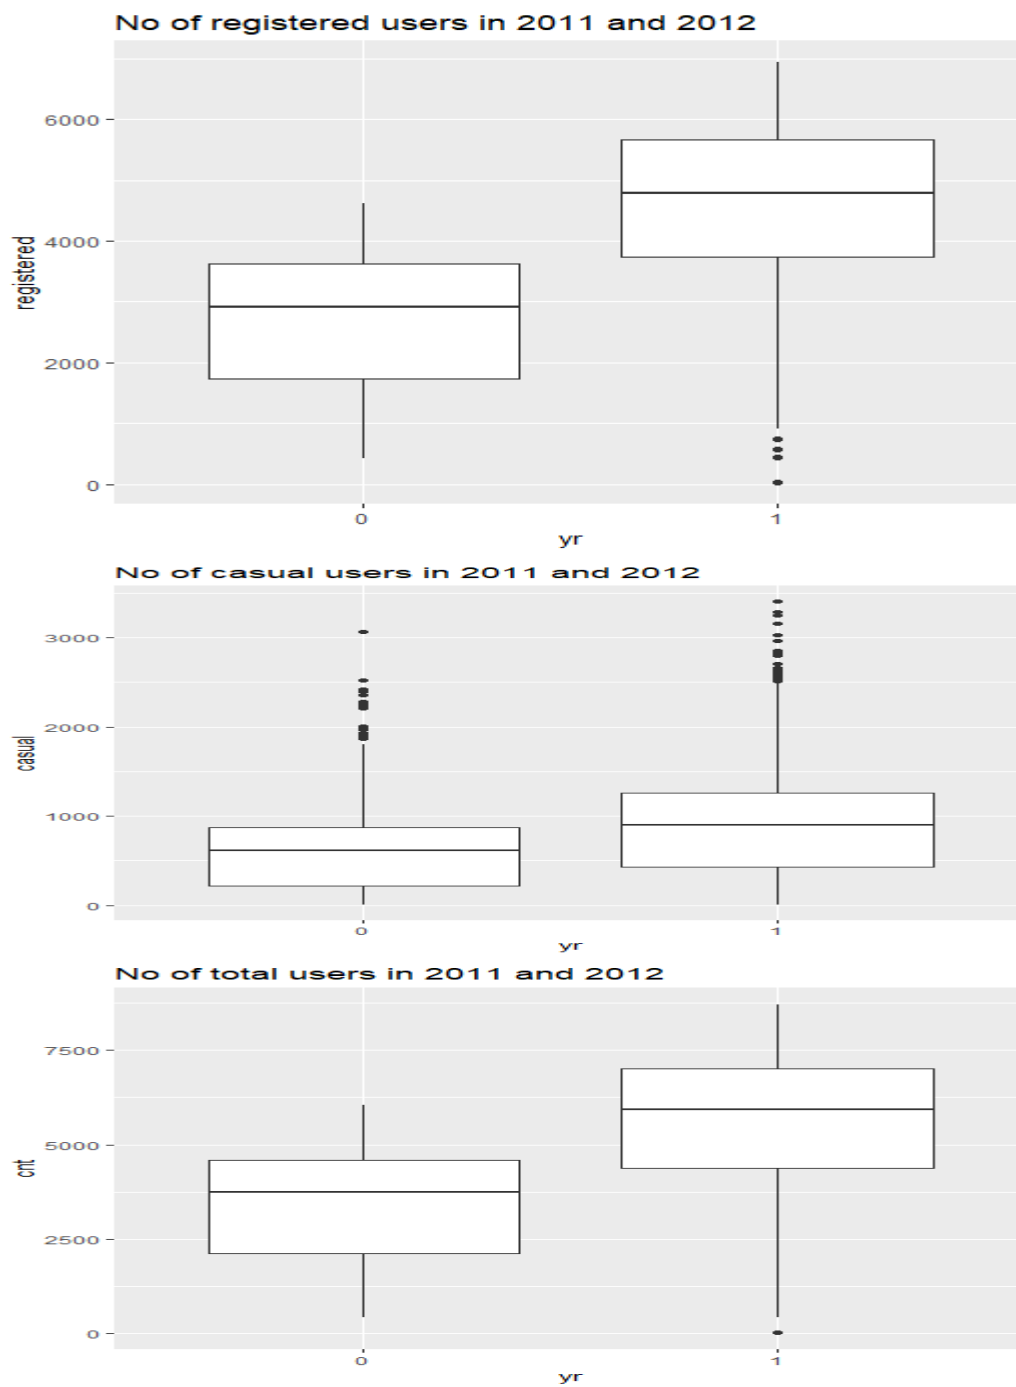 No of registered users in 2011 and 2012
6000
4000
2000
0
registered
0 1
yr
No of casual users in 2011 and 2012
3000
2000
1000
0
casual
0 1
yr
No of total users in 2011 and 2012
7500
5000
2500
0
cnt
0 1
yr